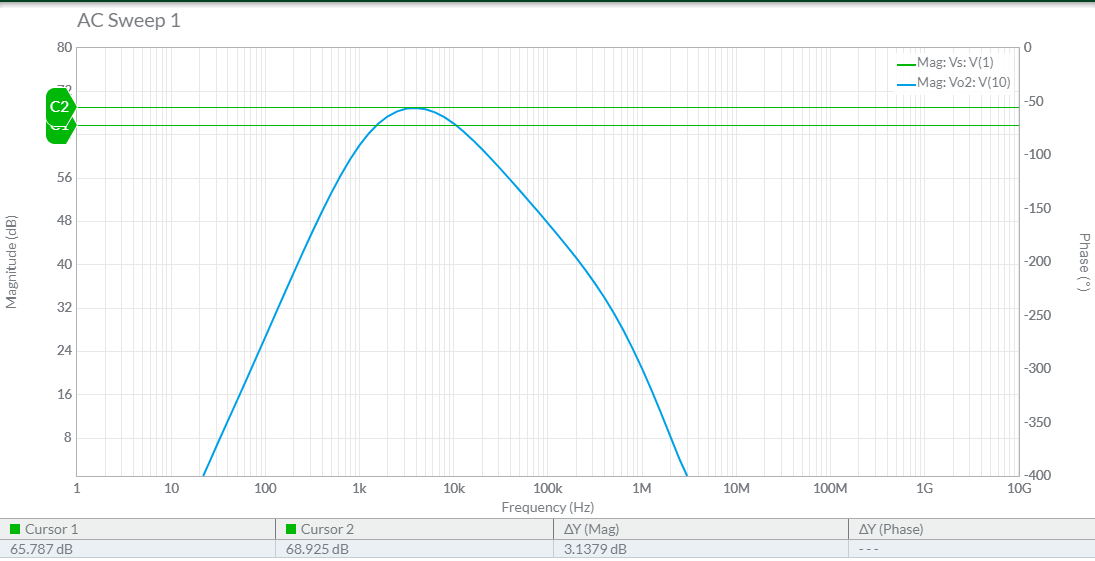 AC Sweep 1
80
0
Mag: Vs: V(1)
Mag: Vo2: V(10)
C2
-50
-100
56
-150
48
-200
40
32
-250
24
-300
16
-350
8
-400
Magnitude (dB)
Phase (°)
1 10 100 1k 10k 100k 1M 10M 100M 1G 10G
Frequency (Hz)
Cursor 1 Cursor 2 ΔY (Mag) ΔY (Phase)
65.787 dB 68.925 dB 3.1379 dB ---